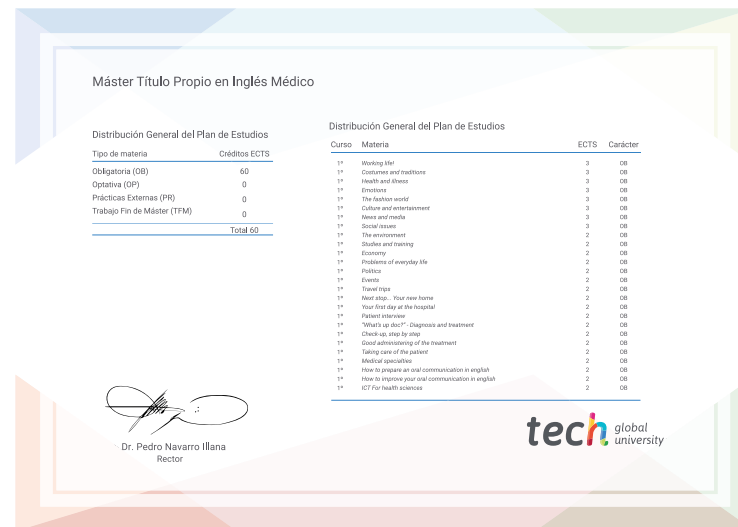 Máster Título Propio en Inglés Médico
Distribución General del Plan de Estudios
Tipo de materia Créditos ECTS
Obligatoria (OB) 60
Optativa (OP) 0
Prácticas Externas (PR) 0
Trabajo Fin de Máster (TFM) 0
Total 60
Distribución General del Plan de Estudios
Curso Materia ECTS Carácter
1º Working life! 3 OB
1º Costumes and traditions 3 OB
1º Health and illness 3 OB
1º Emotions 3 OB
1º The fashion world 3 OB
1º Culture and entertainment 3 OB
1º News and media 3 OB
1º Social issues 3 OB
1º The environment 2 OB
1º Studies and training 2 OB
1º Economy 2 OB
1º Problems of everyday life 2 OB
1º Politics 2 OB
1º Events 2 OB
1º Travel trips 2 OB
1º Next stop... Your new home 2 OB
1º Your first day at the hospital 2 OB
1º Patient interview 2 OB
1º "What's up doc?" - Diagnosis and treatment 2 OB
1º Check-up, step by step 2 OB
1º Good administering of the treatment 2 OB
1º Taking care of the patient 2 OB
1º Medical specialties 2 OB
1º How to prepare an oral communication in english 2 OB
1º How to improve your oral communication in english 2 OB
1º ICT For health sciences 2 OB
Dr. Pedro Navarro Illana
Rector
tech global university